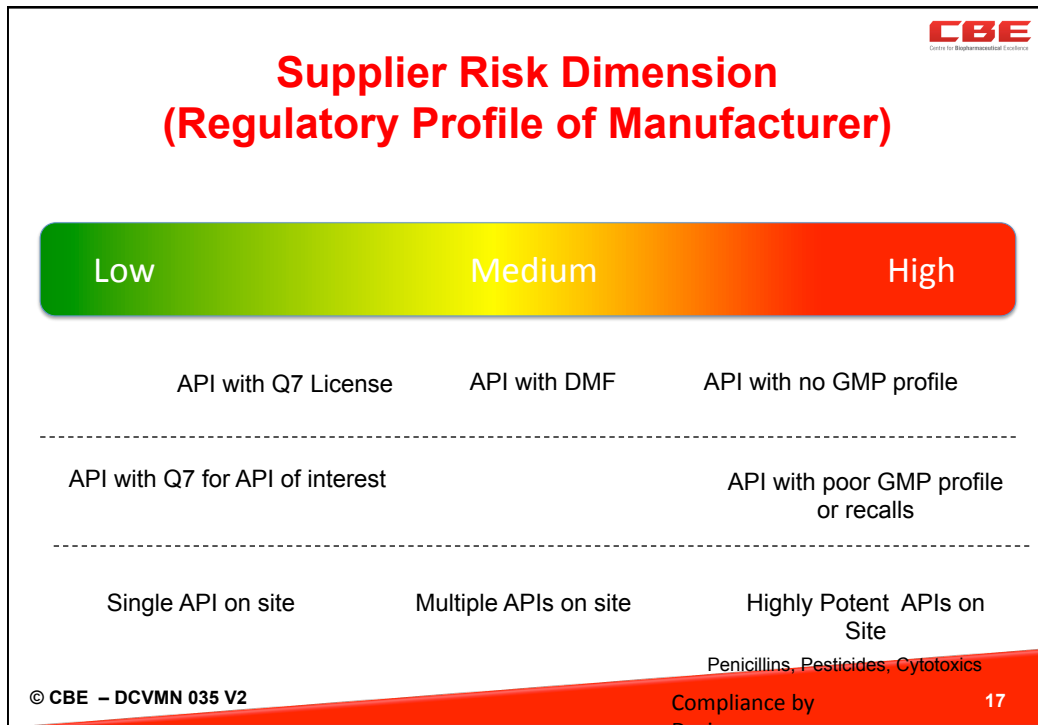 CBE
Centre for Biopharmaceutical Excellence
Supplier Risk Dimension
(Regulatory Profile of Manufacturer)
Low Medium High
API with Q7 License API with DMF API with no GMP profile
API with Q7 for API of interest API with poor GMP profile
or recalls
Single API on site Multiple APIs on site Highly Potent APIs on
Site
Penicillins, Pesticides, Cytotoxics
© CBE – DCVMN 035 V2 Compliance by 17